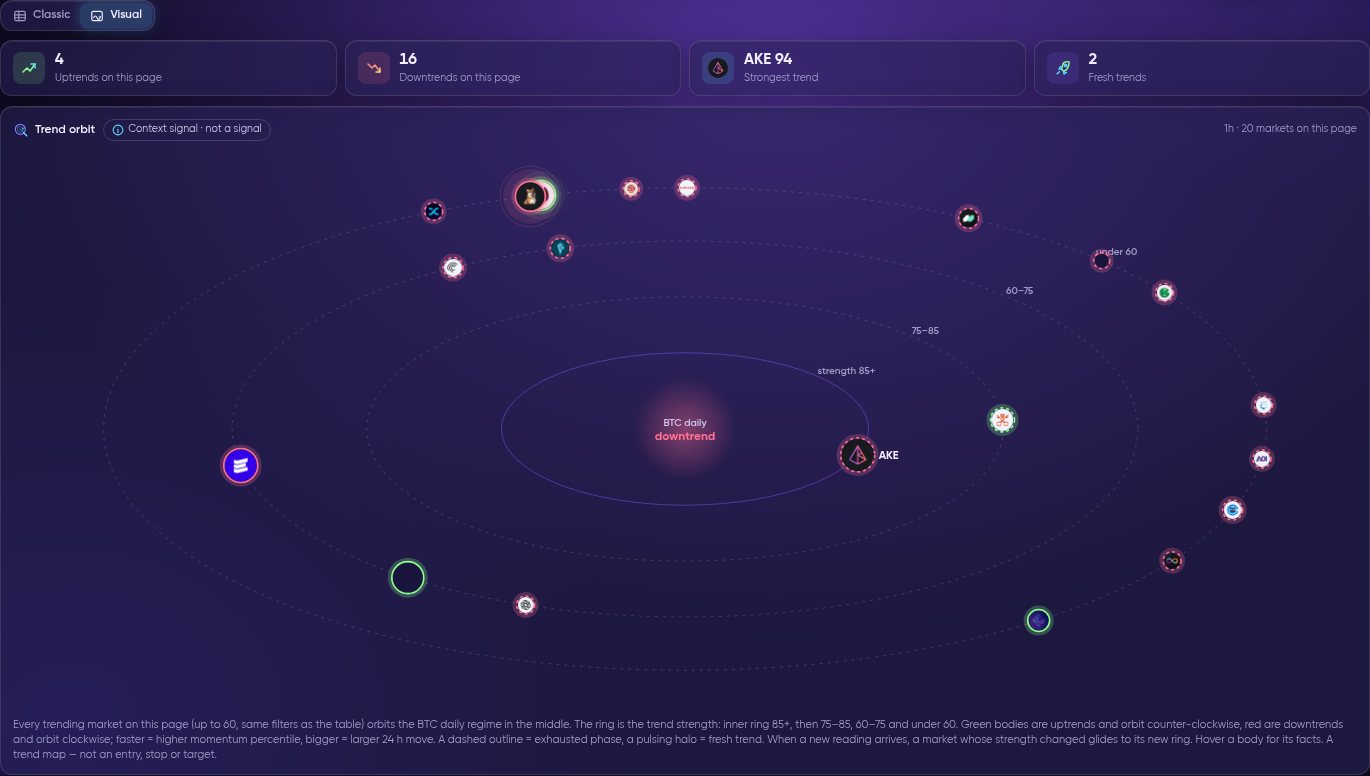 Classic
Visual
4
Uptrends on this page
16
Downtrends on this page
AKE 94
Strongest trend
2
Fresh trends
Trend orbit
Context signal · not a signal
1h · 20 markets on this page
under 60
60–75
75–85
strength 85+
BTC daily
downtrend
AKE
Every trending market on this page (up to 60, same filters as the table) orbits the BTC daily regime in the middle. The ring is the trend strength: inner ring 85+, then 75–85, 60–75 and under 60. Green bodies are uptrends and orbit counter-clockwise, red are downtrends
and orbit clockwise; faster = higher momentum percentile, bigger = larger 24 h move. A dashed outline = exhausted phase, a pulsing halo = fresh trend. When a new reading arrives, a market whose strength changed glides to its new ring. Hover a body for its facts. A
trend map — not an entry, stop or target.